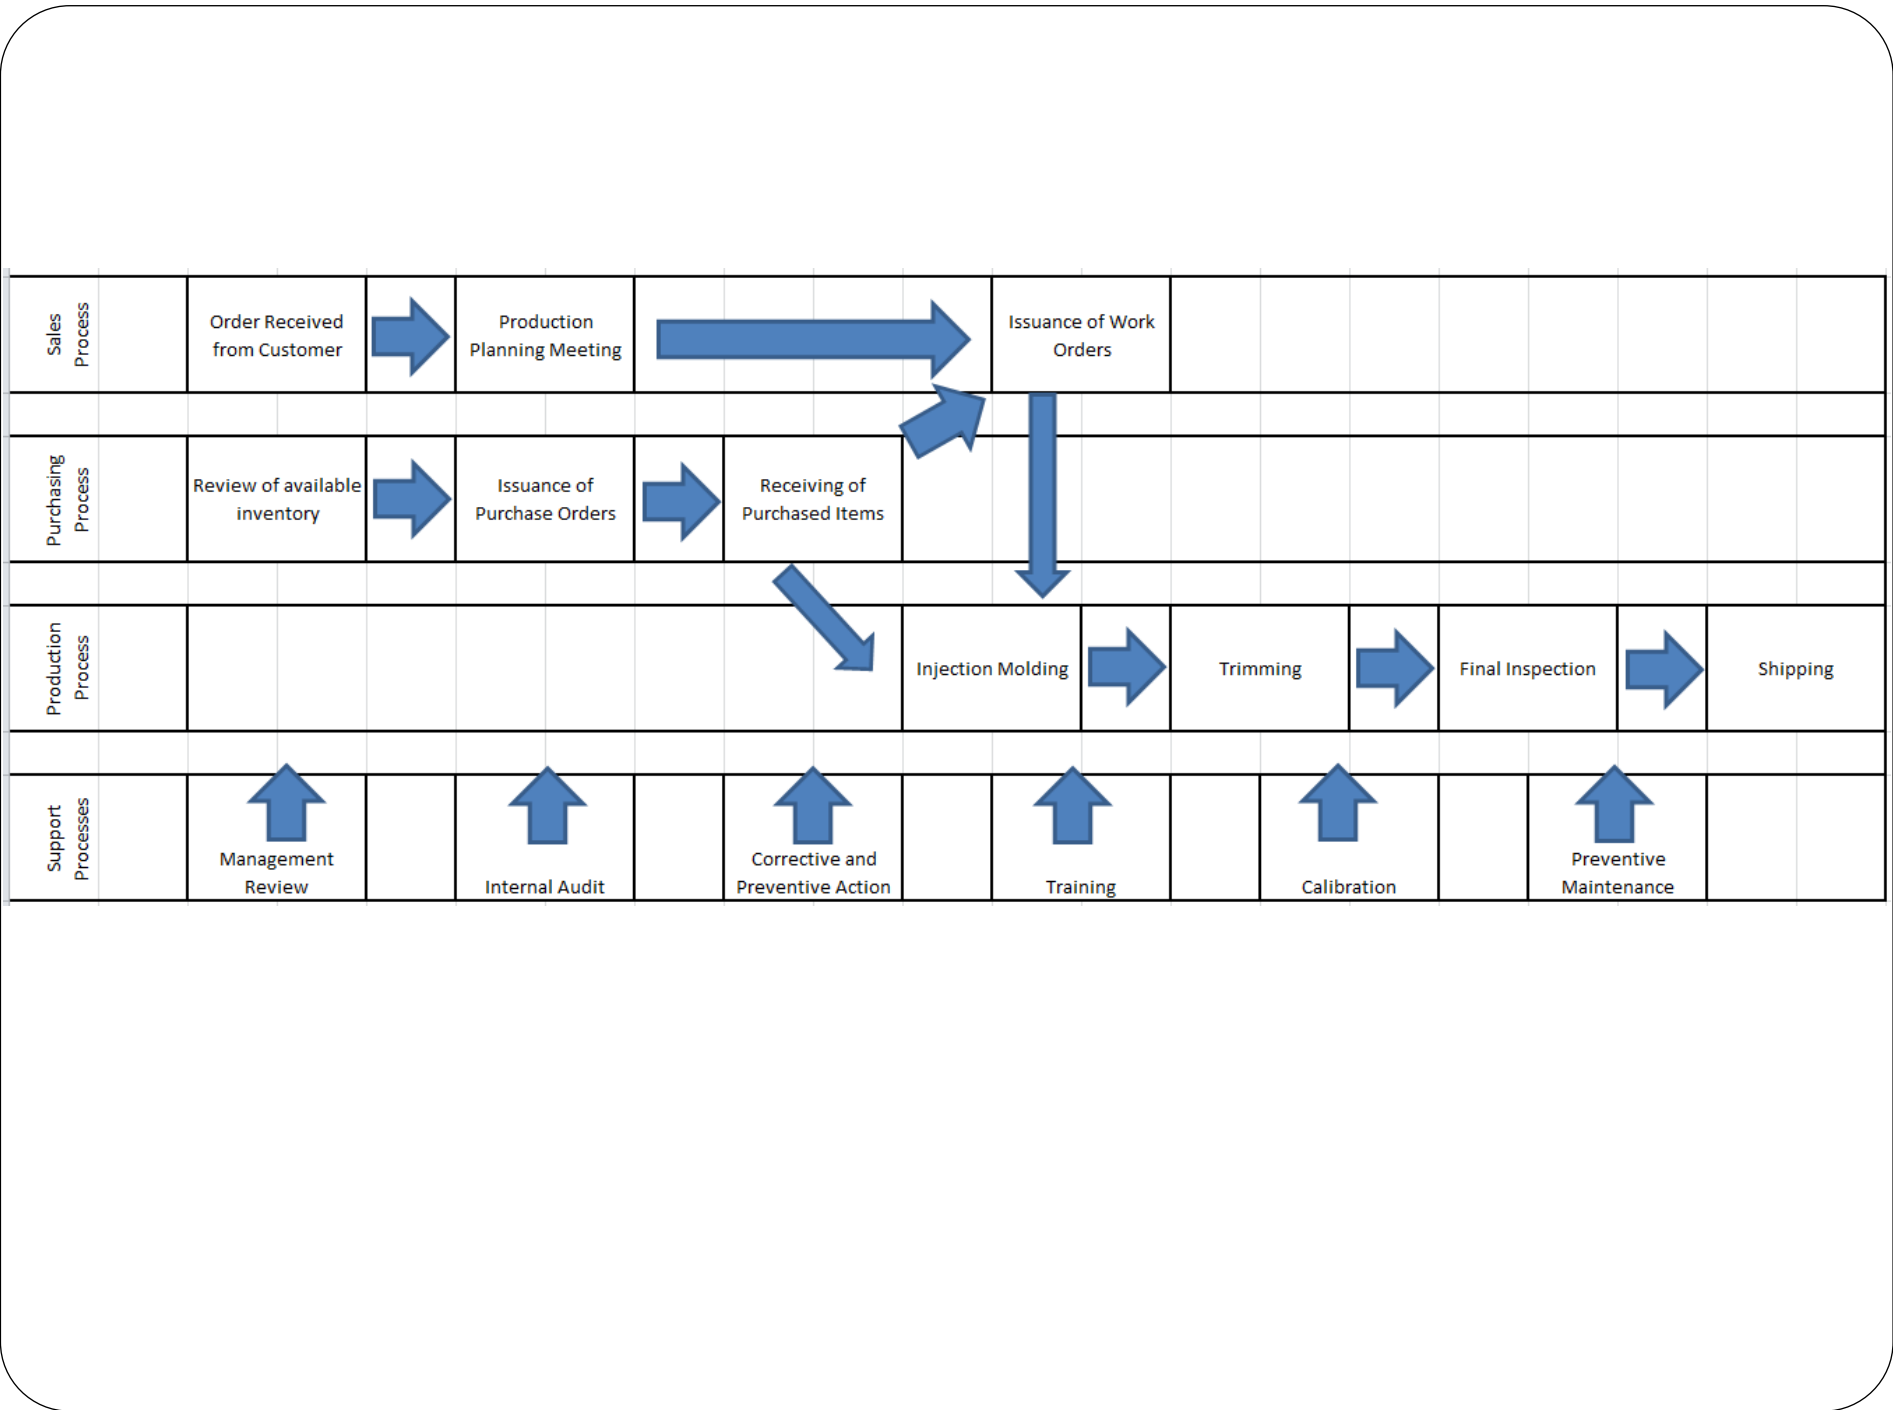 Sales
Process
Order Received
from Customer
Production
Planning Meeting
Issuance of Work
Orders
Purchasing
Process
Review of available
inventory
Issuance of
Purchase Orders
Receiving of
Purchased Items
Production
Process
Injection Molding
Trimming
Final Inspection
Shipping
Support
Processes
Management
Review
Internal Audit
Corrective and
Preventive Action
Training
Calibration
Preventive
Maintenance